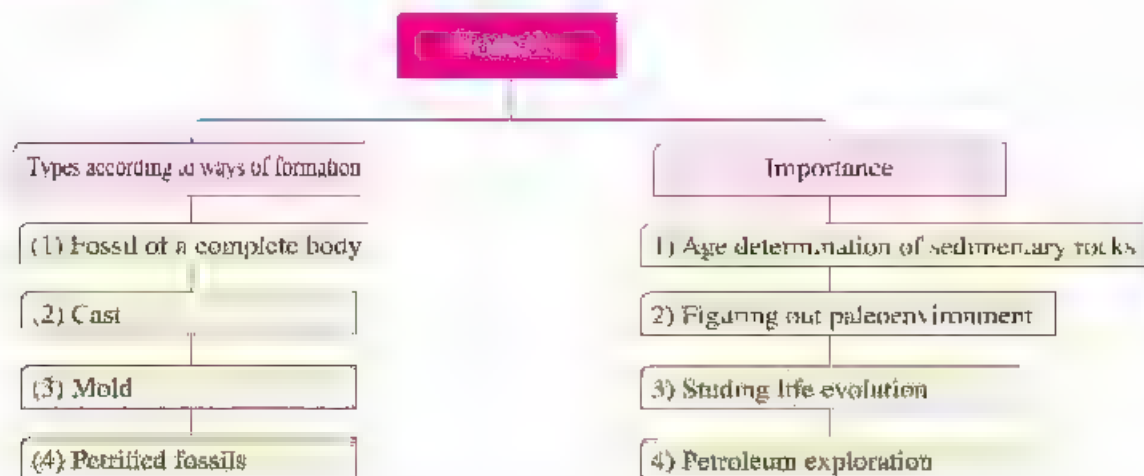 Types according to ways of formation
(1) Fossil of a complete body
(2) Cast
(3) Mold
(4) Petrified fossils
Importance
1) Age determination of sedimentary rocks
2) Figuring out paleoenvironment
3) Studing life evolution
4) Petroleum exploration